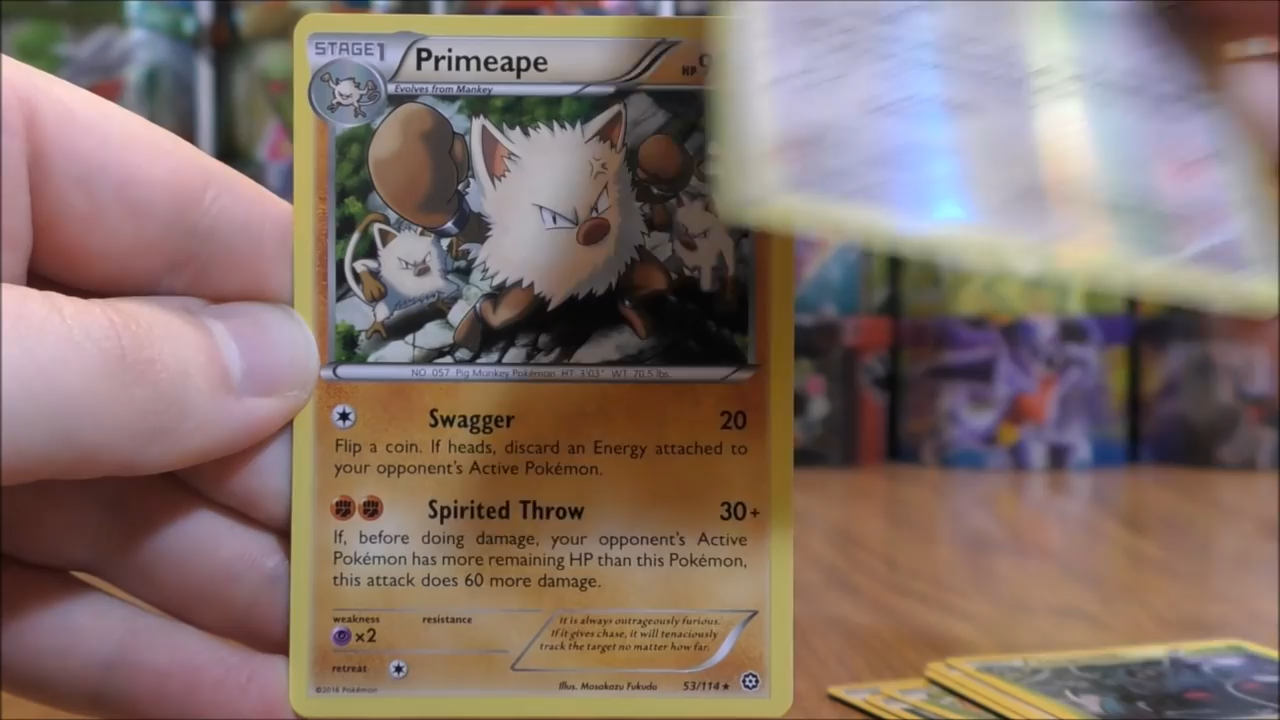 STAGE1
Primeape
HP 9
Evolves from Mankey
NO. 057 Pig Monkey Pokémon HT: 3'03" WT: 70.5 lbs.
Swagger 20
Flip a coin. If heads, discard an Energy attached to
your opponent's Active Pokémon.
Spirited Throw 30+
If, before doing damage, your opponent's Active
Pokémon has more remaining HP than this Pokémon,
this attack does 60 more damage.
weakness resistance
×2
It is always outrageously furious.
If it gives chase, it will tenaciously
track the target no matter how far.
retreat
©2016 Pokémon
Illus. Masakazu Fukuda 53/114★